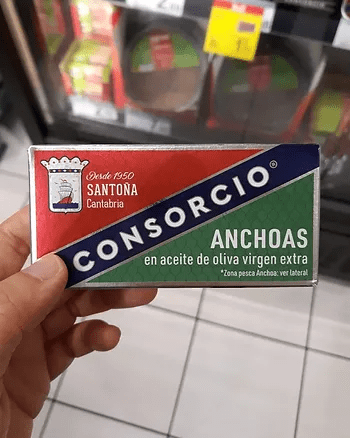 Desde 1950
SANTOÑA
Cantabria
CONSORCIO®
ANCHOAS
en aceite de oliva virgen extra
*Zona pesca Anchoa: ver lateral